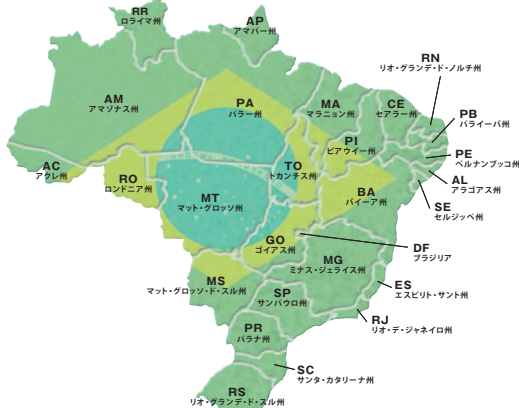 RR
ロライマ州
AP
アマパー州
AM
アマゾナス州
PA
パラー州
MA
マラニョン州
CE
セアラー州
RN
リオ・グランデ・ド・ノルチ州
PB
パライーバ州
PI
ピアウイー州
PE
ペルナンブッコ州
AC
アクレ州
RO
ロンドニア州
TO
トカンチス州
AL
アラゴアス州
MT
マット・グロッソ州
BA
バイーア州
SE
セルジッペ州
GO
ゴイアス州
DF
ブラジリア
MG
ミナス・ジェライス州
MS
マット・グロッソ・ド・スル州
SP
サンパウロ州
ES
エスピリト・サント州
RJ
リオ・デ・ジャネイロ州
PR
パラナ州
SC
サンタ・カタリーナ州
RS
リオ・グランデ・ド・スル州